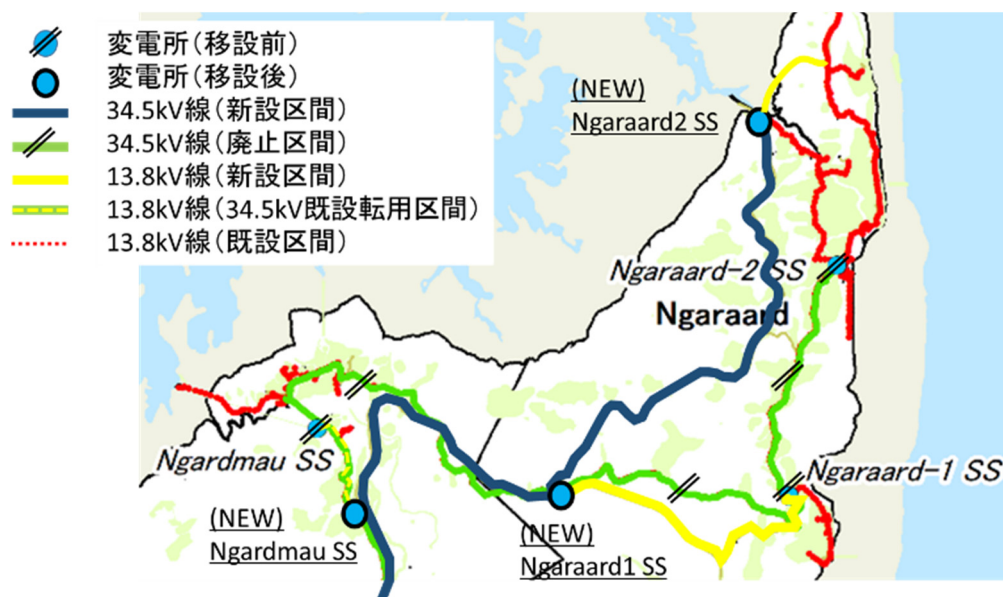 変電所(移設前)
変電所(移設後)
34.5kV線(新設区間)
34.5kV線(廃止区間)
13.8kV線(新設区間)
13.8kV線(34.5kV既設転用区間)
13.8kV線(既設区間)
(NEW)
Ngaraard2 SS
Ngaraard-2 SS
Ngaraard
Ngardmau SS
Ngaraard-1 SS
(NEW)
Ngardmau SS
(NEW)
Ngaraard1 SS